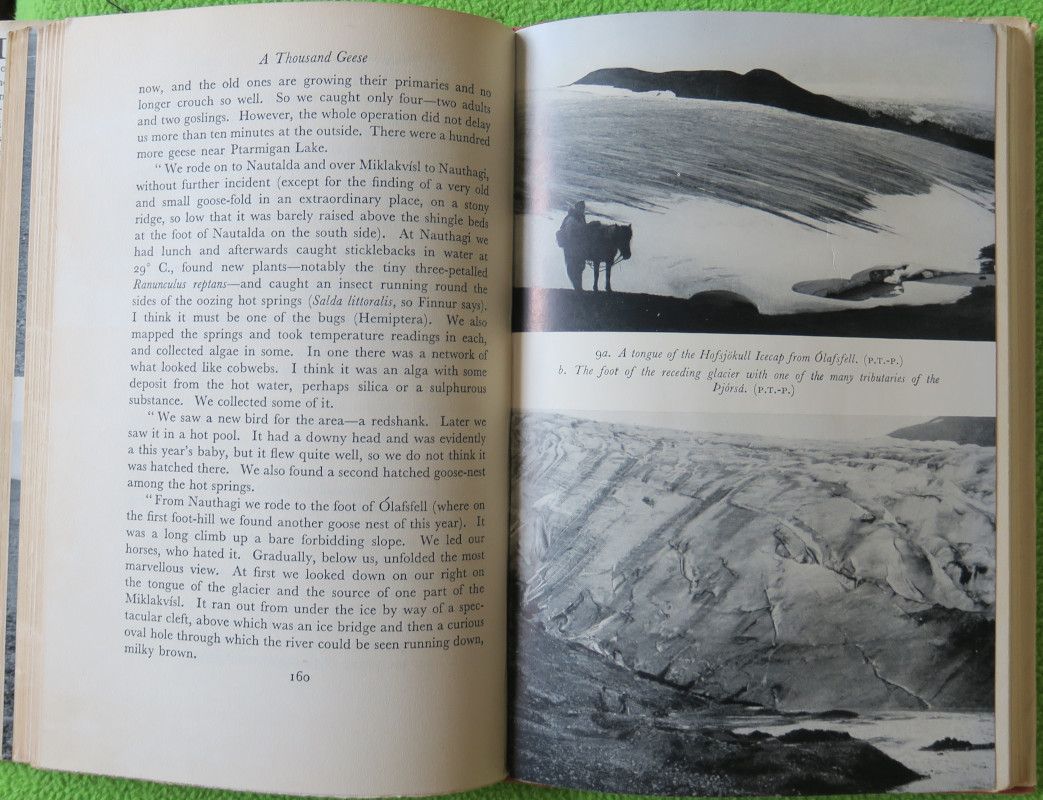 A Thousand Geese
now, and the old ones are growing their primaries and no
longer crouch so well. So we caught only four—two adults
and two goslings. However, the whole operation did not delay
us more than ten minutes at the outside. There were a hundred
more geese near Ptarmigan Lake.
"We rode on to Nautalda and over Miklakvísl to Nauthagi,
without further incident (except for the finding of a very old
and small goose-fold in an extraordinary place, on a stony
ridge, so low that it was barely raised above the shingle beds
at the foot of Nautalda on the south side). At Nauthagi we
had lunch and afterwards caught sticklebacks in water at
29° C., found new plants—notably the tiny three-petalled
Ranunculus reptans—and caught an insect running round the
sides of the oozing hot springs (Salda littoralis, so Finnur says).
I think it must be one of the bugs (Hemiptera). We also
mapped the springs and took temperature readings in each,
and collected algae in some. In one there was a network of
what looked like cobwebs. I think it was an alga with some
deposit from the hot water, perhaps silica or a sulphurous
substance. We collected some of it.
"We saw a new bird for the area—a redshank. Later we
saw it in a hot pool. It had a downy head and was evidently
a this year's baby, but it flew quite well, so we do not think it
was hatched there. We also found a second hatched goose-nest
among the hot springs.
"From Nauthagi we rode to the foot of Ólafsfell (where on
the first foot-hill we found another goose nest of this year). It
was a long climb up a bare forbidding slope. We led our
horses, who hated it. Gradually, below us, unfolded the most
marvellous view. At first we looked down on our right on
the tongue of the glacier and the source of one part of the
Miklakvísl. It ran out from under the ice by way of a spec-
tacular cleft, above which was an ice bridge and then a curious
oval hole through which the river could be seen running down,
milky brown.
160
9a. A tongue of the Hofsjökull Icecap from Ólafsfell. (P.T.-P.)
b. The foot of the receding glacier with one of the many tributaries of the
Þjórsá. (P.T.-P.)